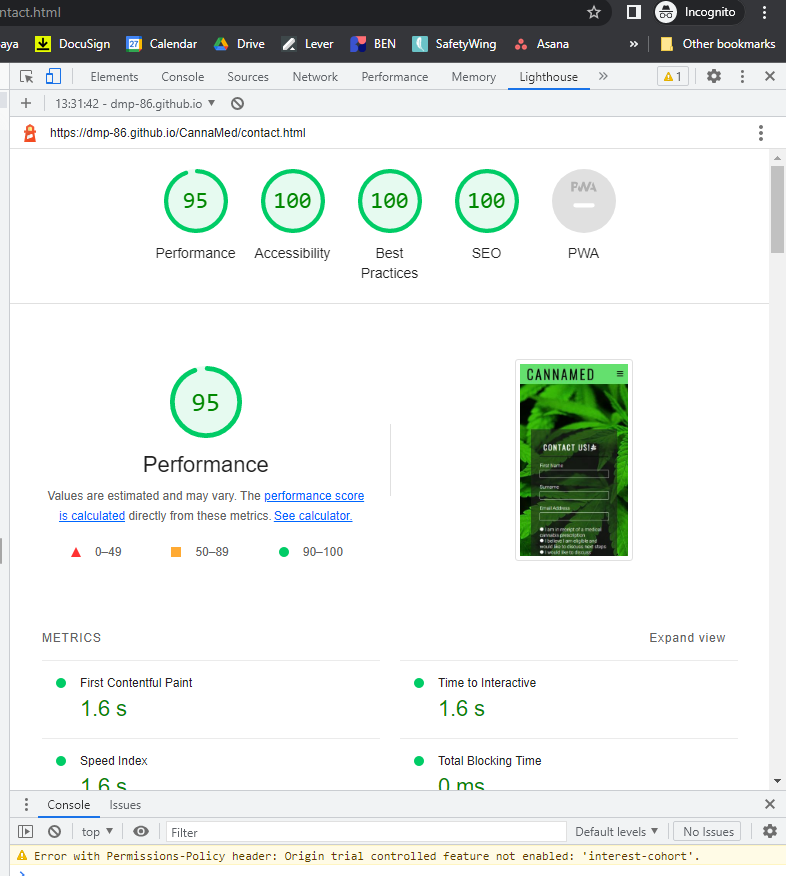 ntact.html
Incognito
aya DocuSign 27 Calendar Drive Lever BEN SafetyWing Asana » Other bookmarks
Elements Console Sources Network Performance Memory Lighthouse » 1
13:31:42 - dmp-86.github.io
https://dmp-86.github.io/CannaMed/contact.html
95 100 100 100 PWA
Performance Accessibility Best Practices SEO PWA
95
Performance
Values are estimated and may vary. The performance score
is calculated directly from these metrics. See calculator.
0–49 50–89 90–100
CANNAMED
CONTACT US!
First Name
Surname
Email Address
I am in receipt of a medical
cannabis prescription
I believe I am eligible and
would like to discuss next steps
I would like to discuss
METRICS
Expand view
First Contentful Paint
1.6 s
Time to Interactive
1.6 s
Speed Index
1.6 s
Total Blocking Time
0 ms
Console Issues
top Filter Default levels No Issues
Error with Permissions-Policy header: Origin trial controlled feature not enabled: 'interest-cohort'.